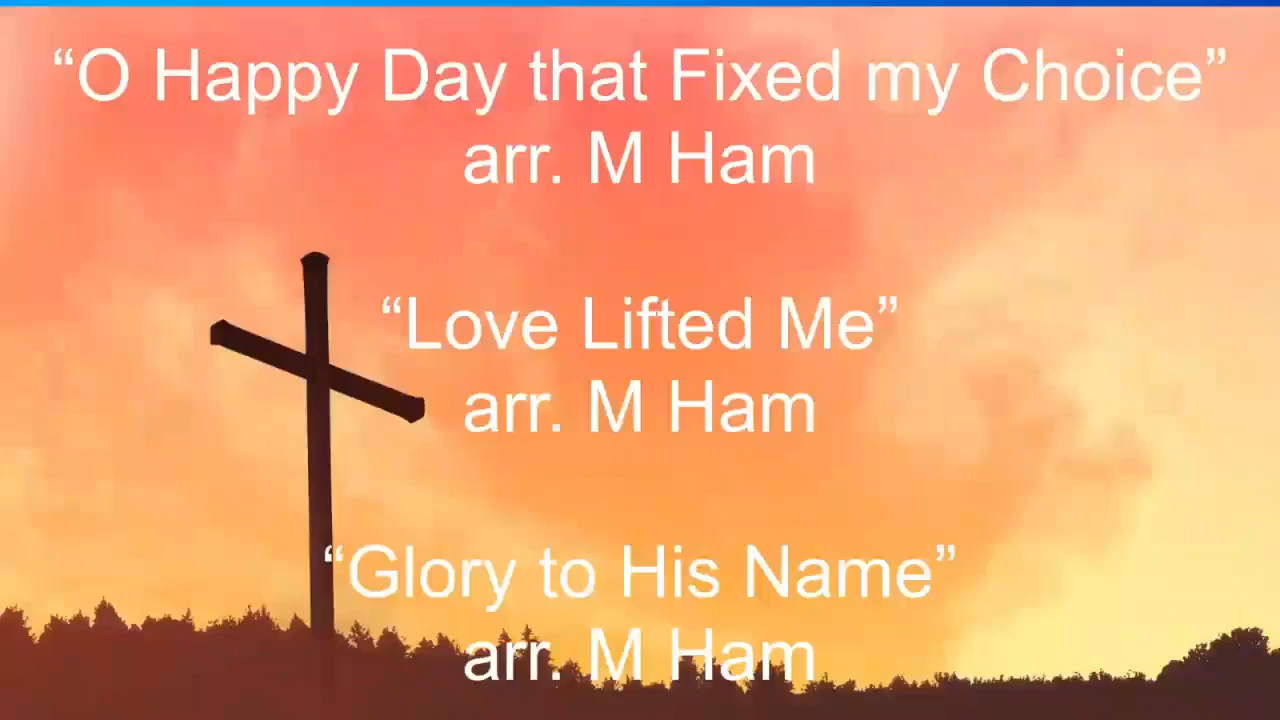 “O Happy Day that Fixed my Choice”
arr. M Ham
“Love Lifted Me”
arr. M Ham
“Glory to His Name”
arr. M Ham